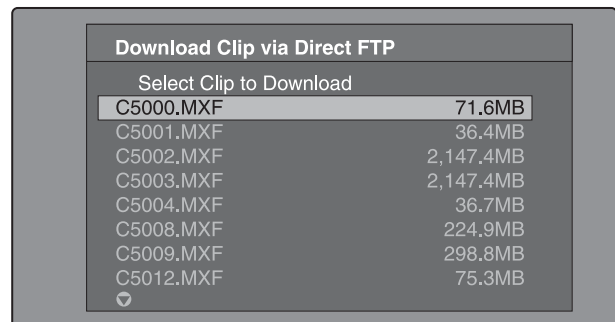 Download Clip via Direct FTP
Select Clip to Download
C5000.MXF 71.6MB
C5001.MXF 36.4MB
C5002.MXF 2,147.4MB
C5003.MXF 2,147.4MB
C5004.MXF 36.7MB
C5008.MXF 224.9MB
C5009.MXF 298.8MB
C5012.MXF 75.3MB